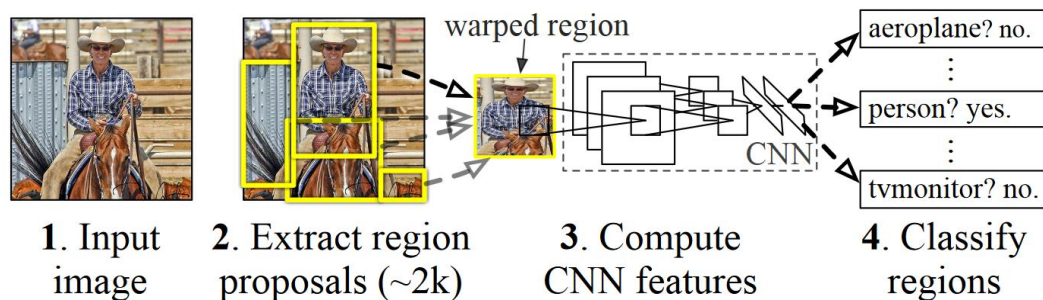 warped region
aeroplane? no.
⋮
person? yes.
⋮
tvmonitor? no.
CNN
1. Input
image
2. Extract region
proposals (~2k)
3. Compute
CNN features
4. Classify
regions